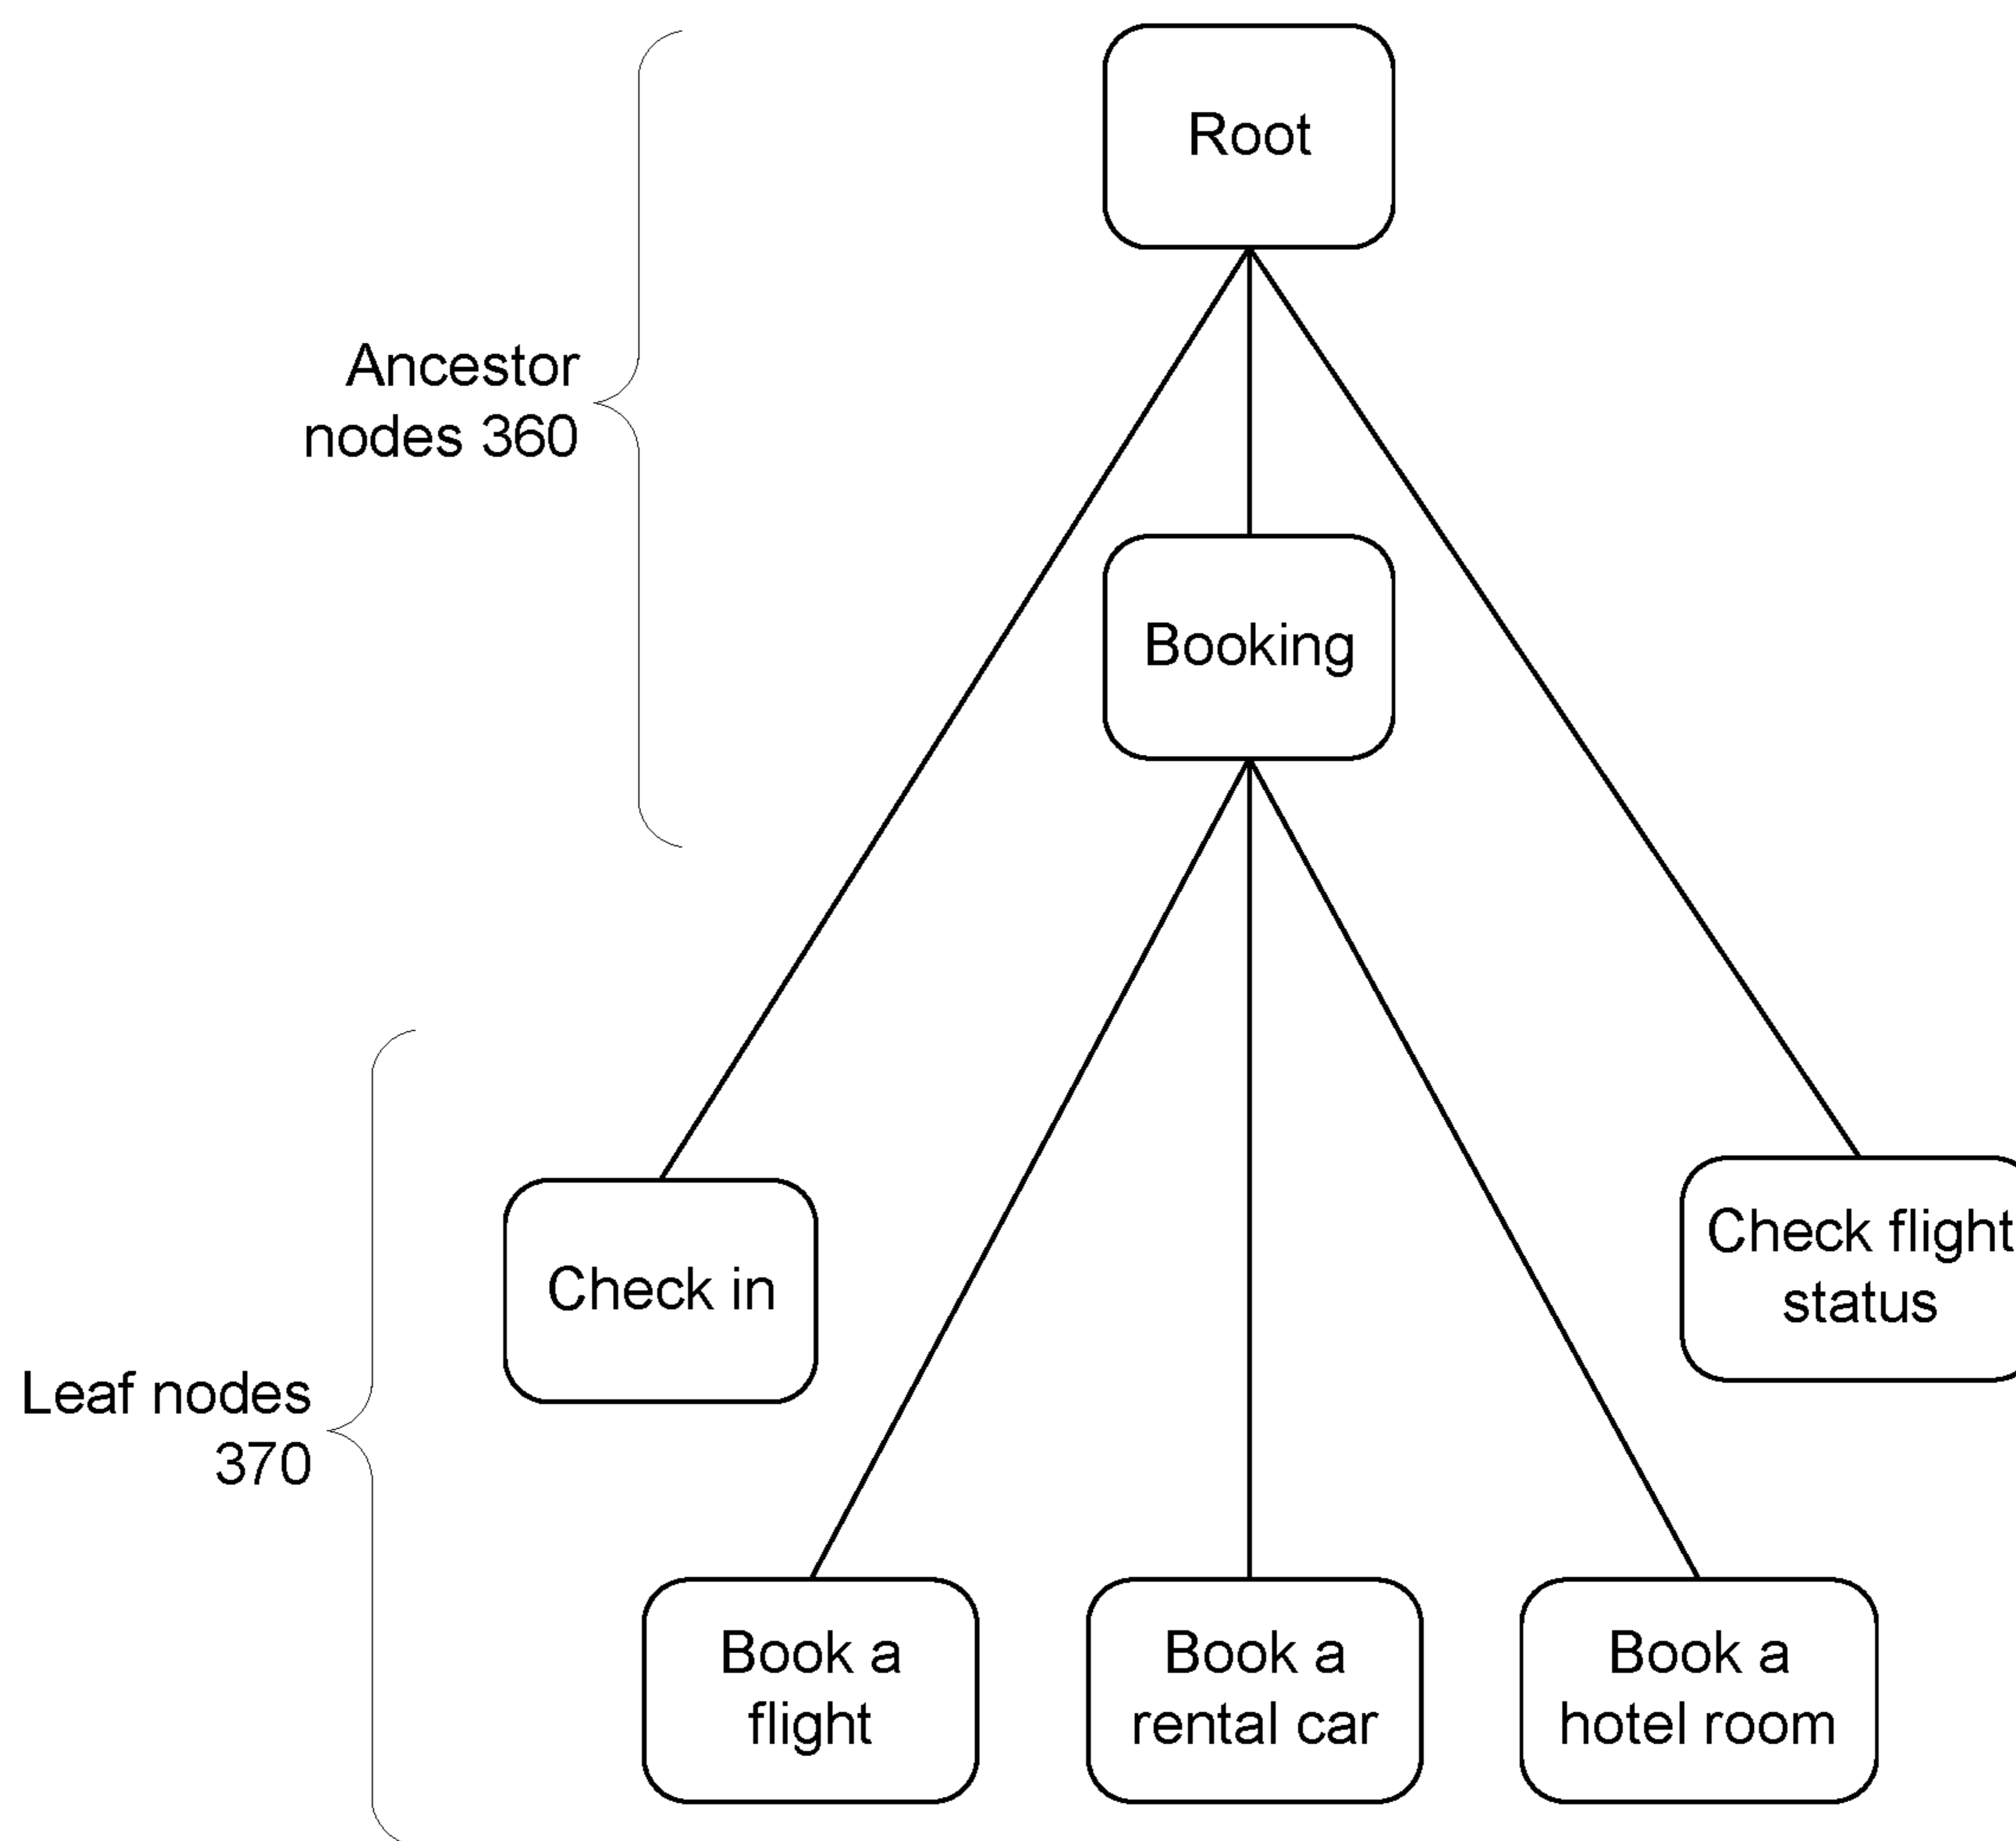 Root
Ancestor
nodes 360
Booking
Check in
Check flight
status
Leaf nodes
370
Book a
flight
Book a
rental car
Book a
hotel room